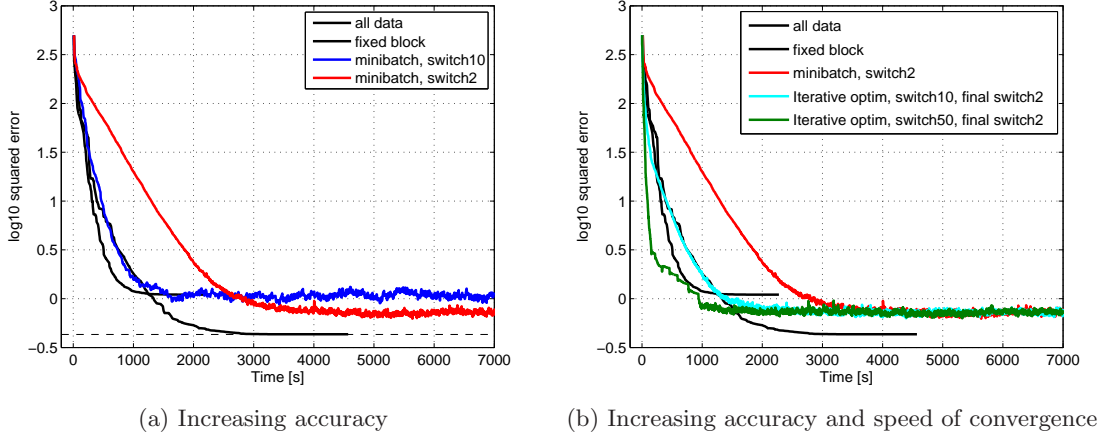 all data
fixed block
minibatch, switch10
minibatch, switch2
3
2.5
2
1.5
1
0.5
0
−0.5
log10 squared error
0 1000 2000 3000 4000 5000 6000 7000
Time [s]
(a) Increasing accuracy
all data
fixed block
minibatch, switch2
Iterative optim, switch10, final switch2
Iterative optim, switch50, final switch2
3
2.5
2
1.5
1
0.5
0
−0.5
log10 squared error
0 1000 2000 3000 4000 5000 6000 7000
Time [s]
(b) Increasing accuracy and speed of convergence